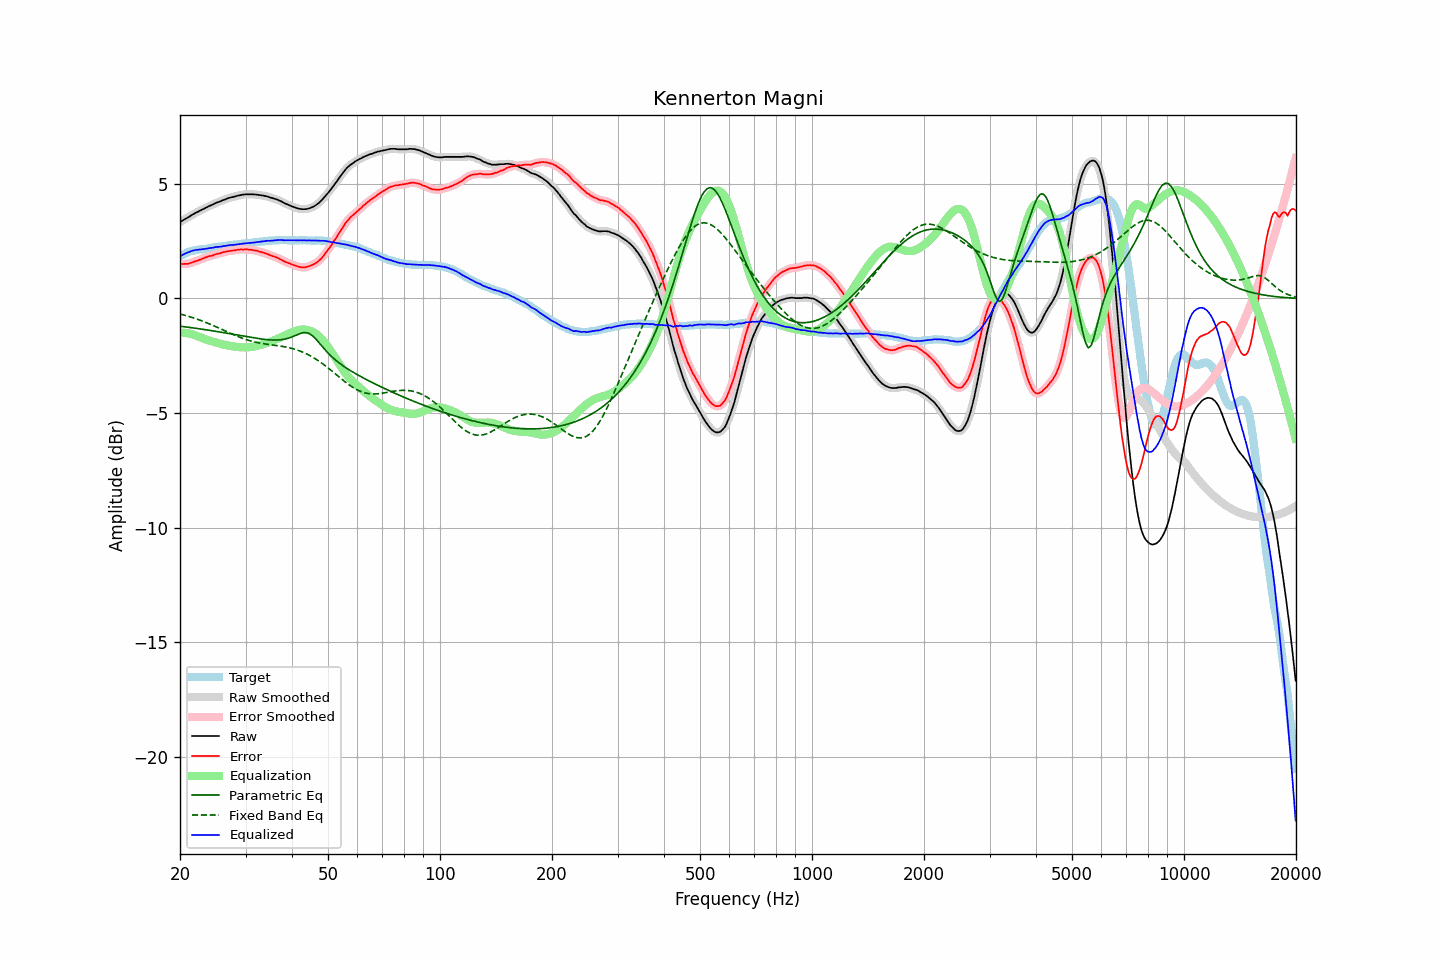 Kennerton Magni
5
0
−5
−10
−15
−20
Amplitude (dBr)
Target
Raw Smoothed
Error Smoothed
Raw
Error
Equalization
Parametric Eq
Fixed Band Eq
Equalized
20 50 100 200 500 1000 2000 5000 10000 20000
Frequency (Hz)